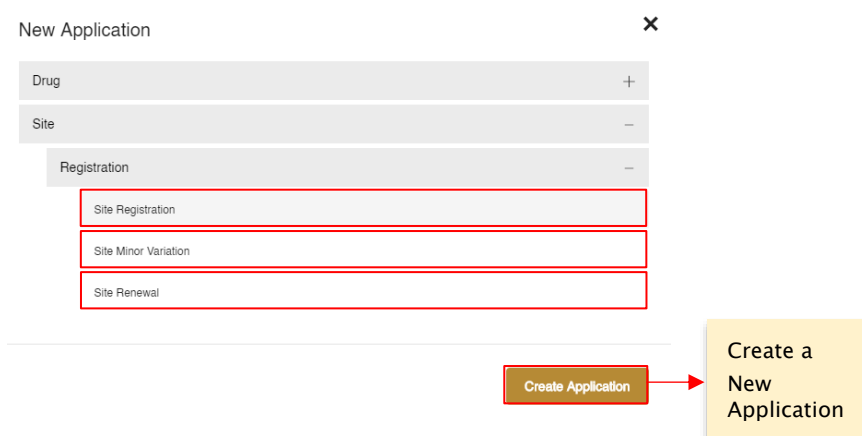 New Application
Drug
Site
Registration
Site Registration
Site Minor Variation
Site Renewal
Create Application
Create a
New
Application